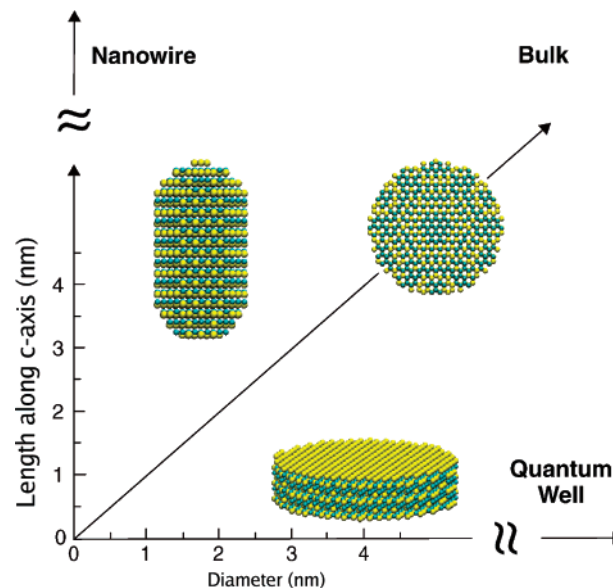 Nanowire
Bulk
Length along c-axis (nm)
4
3
2
1
0
Quantum
Well
0
1
2
3
4
Diameter (nm)